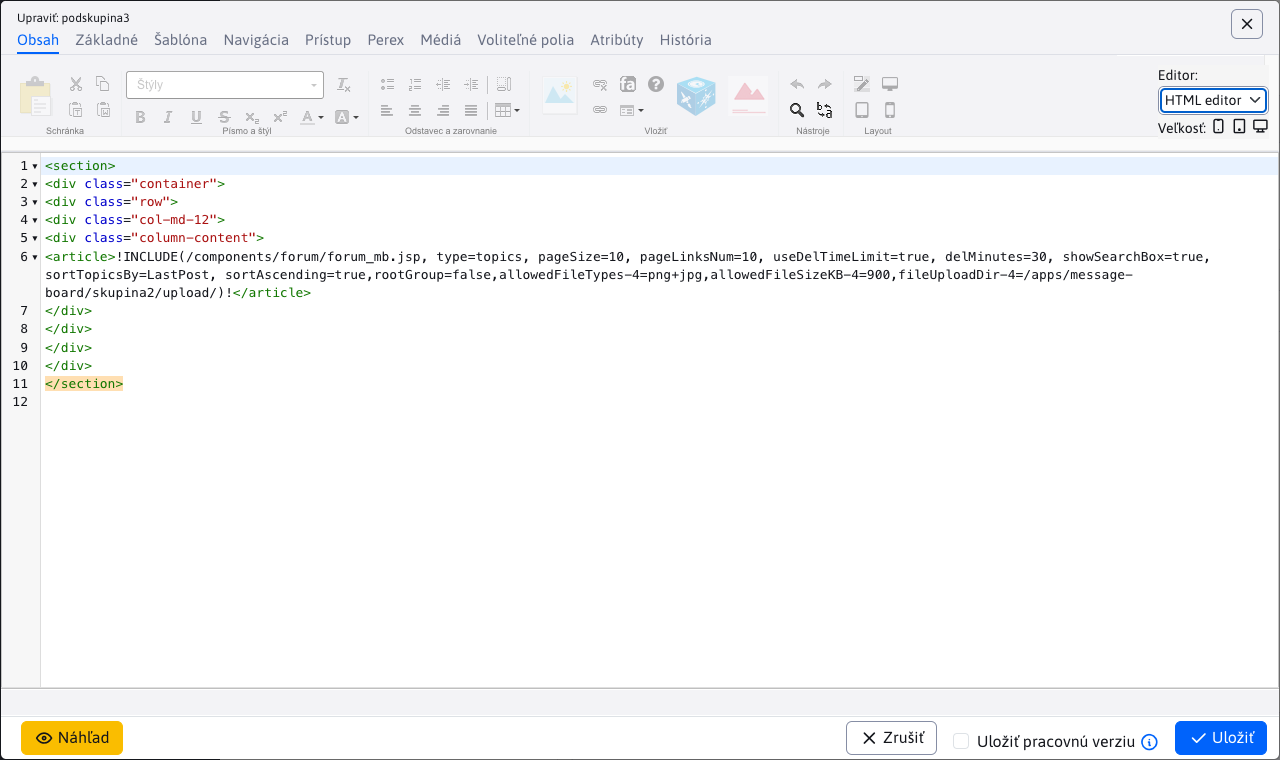 Upraviť: podskupina3
Obsah Základné Šablóna Navigácia Prístup Perex Médiá Voliteľné polia Atribúty História
Štýly
Schránka Písmo a štýl Odstavec a zarovnanie Vložiť Nástroje Layout
Editor:
HTML editor
Veľkosť:
1 <section>
2 <div class="container">
3 <div class="row">
4 <div class="col-md-12">
5 <div class="column-content">
6 <article>!INCLUDE(/components/forum/forum_mb.jsp, type=topics, pageSize=10, pageLinksNum=10, useDelTimeLimit=true, delMinutes=30, showSearchBox=true,
sortTopicsBy=LastPost, sortAscending=true,rootGroup=false,allowedFileTypes-4=png+jpg,allowedFileSizeKB-4=900,fileUploadDir-4=/apps/message-
board/skupina2/upload/)!</article>
7 </div>
8 </div>
9 </div>
10 </div>
11 </section>
12
Náhľad Zrušiť Uložiť pracovnú verziu Uložiť